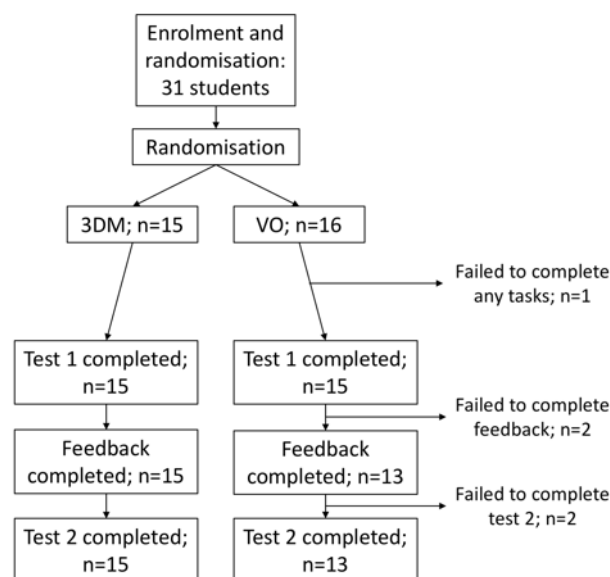 Enrolment and
randomisation:
31 students
Randomisation
3DM; n=15
VO; n=16
Failed to complete
any tasks; n=1
Test 1 completed;
n=15
Test 1 completed;
n=15
Failed to complete
feedback; n=2
Feedback
completed; n=15
Feedback
completed; n=13
Failed to complete
test 2; n=2
Test 2 completed;
n=15
Test 2 completed;
n=13